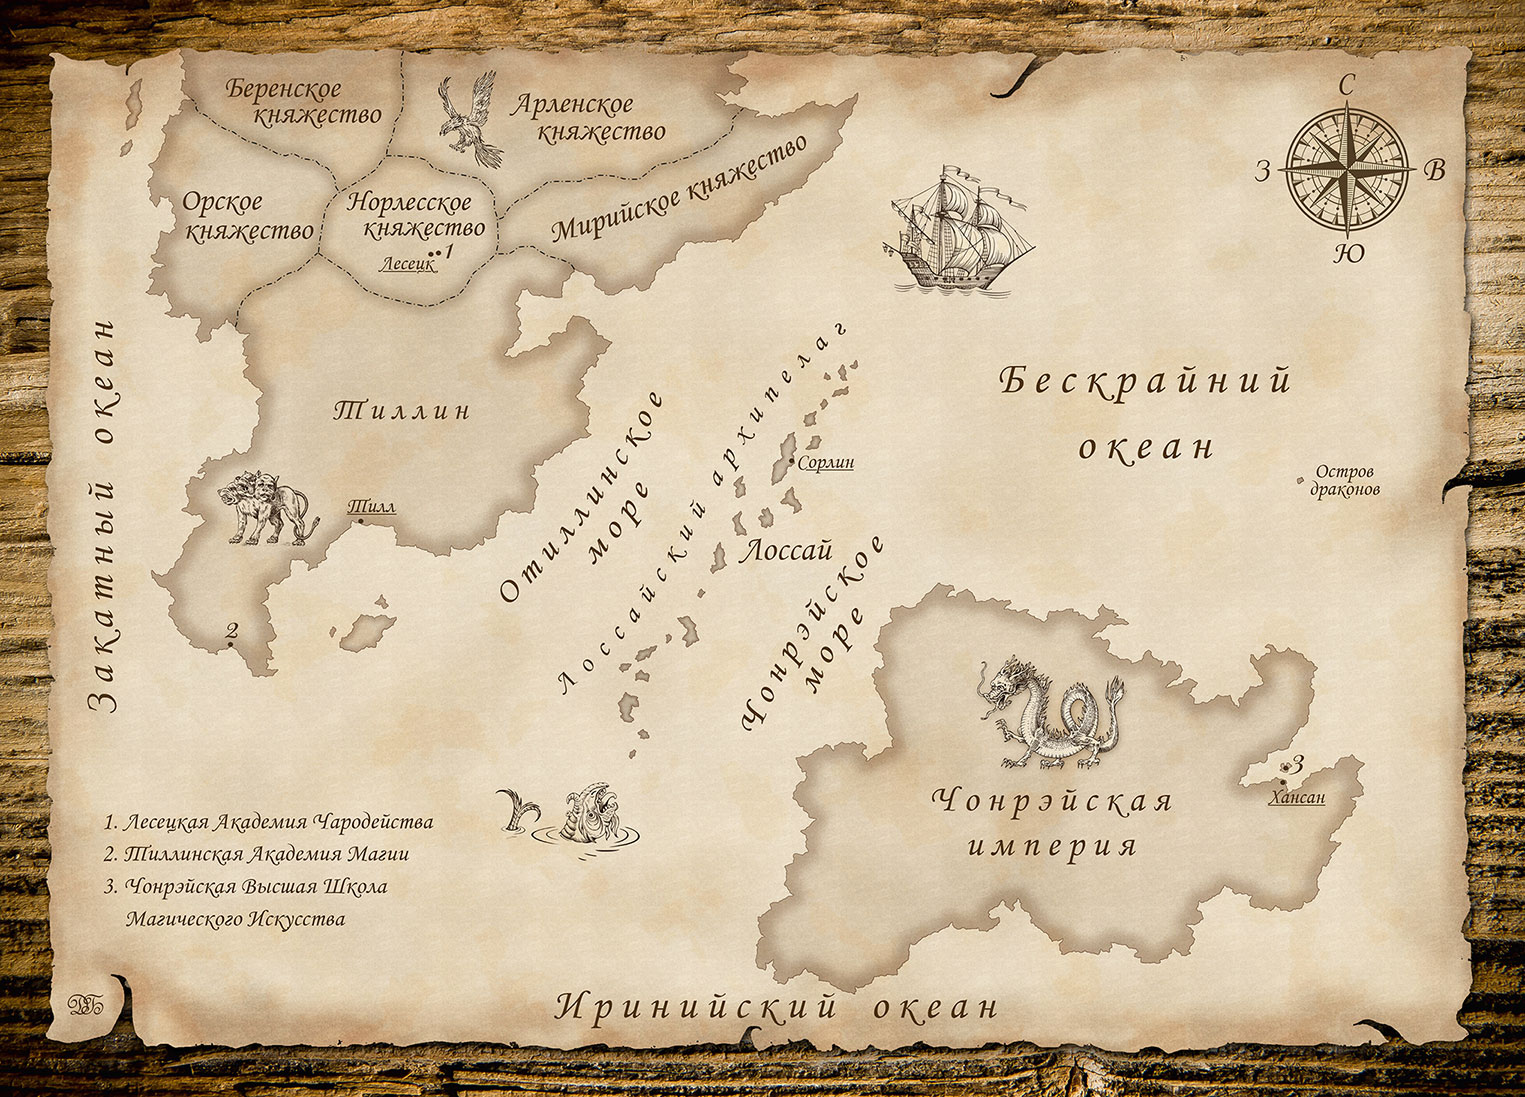 Беренское
княжество
Арленское
княжество
С
З
В
Ю
Орское
княжество
Норлесское
княжество
1
Лесецк
Мирийское княжество
Закатный океан
Тиллин
Тилл
2
Отиллинское
море
Лоссайский архипелаг
Сорлин
Лоссай
Чонрэйское
море
Бескрайний
океан
Остров
драконов
Чонрэйская
империя
3
Хансан
1. Лесецкая Академия Чародейства
2. Тиллинская Академия Магии
3. Чонрэйская Высшая Школа
Магического Искусства
Иринийский океан